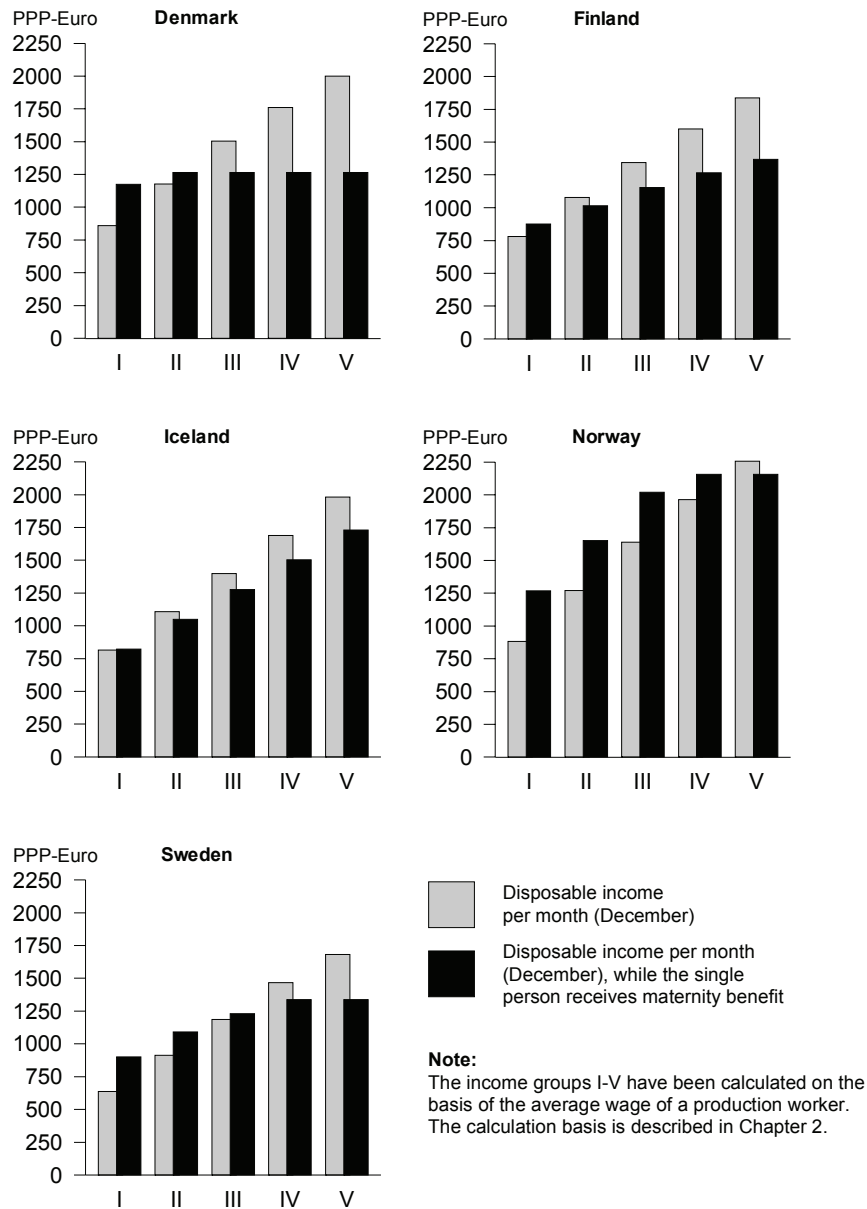 PPP-Euro Denmark
2250
2000
1750
1500
1250
1000
750
500
250
0
I II III IV V
PPP-Euro Finland
2250
2000
1750
1500
1250
1000
750
500
250
0
I II III IV V
PPP-Euro Iceland
2250
2000
1750
1500
1250
1000
750
500
250
0
I II III IV V
PPP-Euro Norway
2250
2000
1750
1500
1250
1000
750
500
250
0
I II III IV V
PPP-Euro Sweden
2250
2000
1750
1500
1250
1000
750
500
250
0
I II III IV V
Disposable income
per month (December)
Disposable income per month
(December), while the single
person receives maternity benefit
Note:
The income groups I-V have been calculated on the
basis of the average wage of a production worker.
The calculation basis is described in Chapter 2.